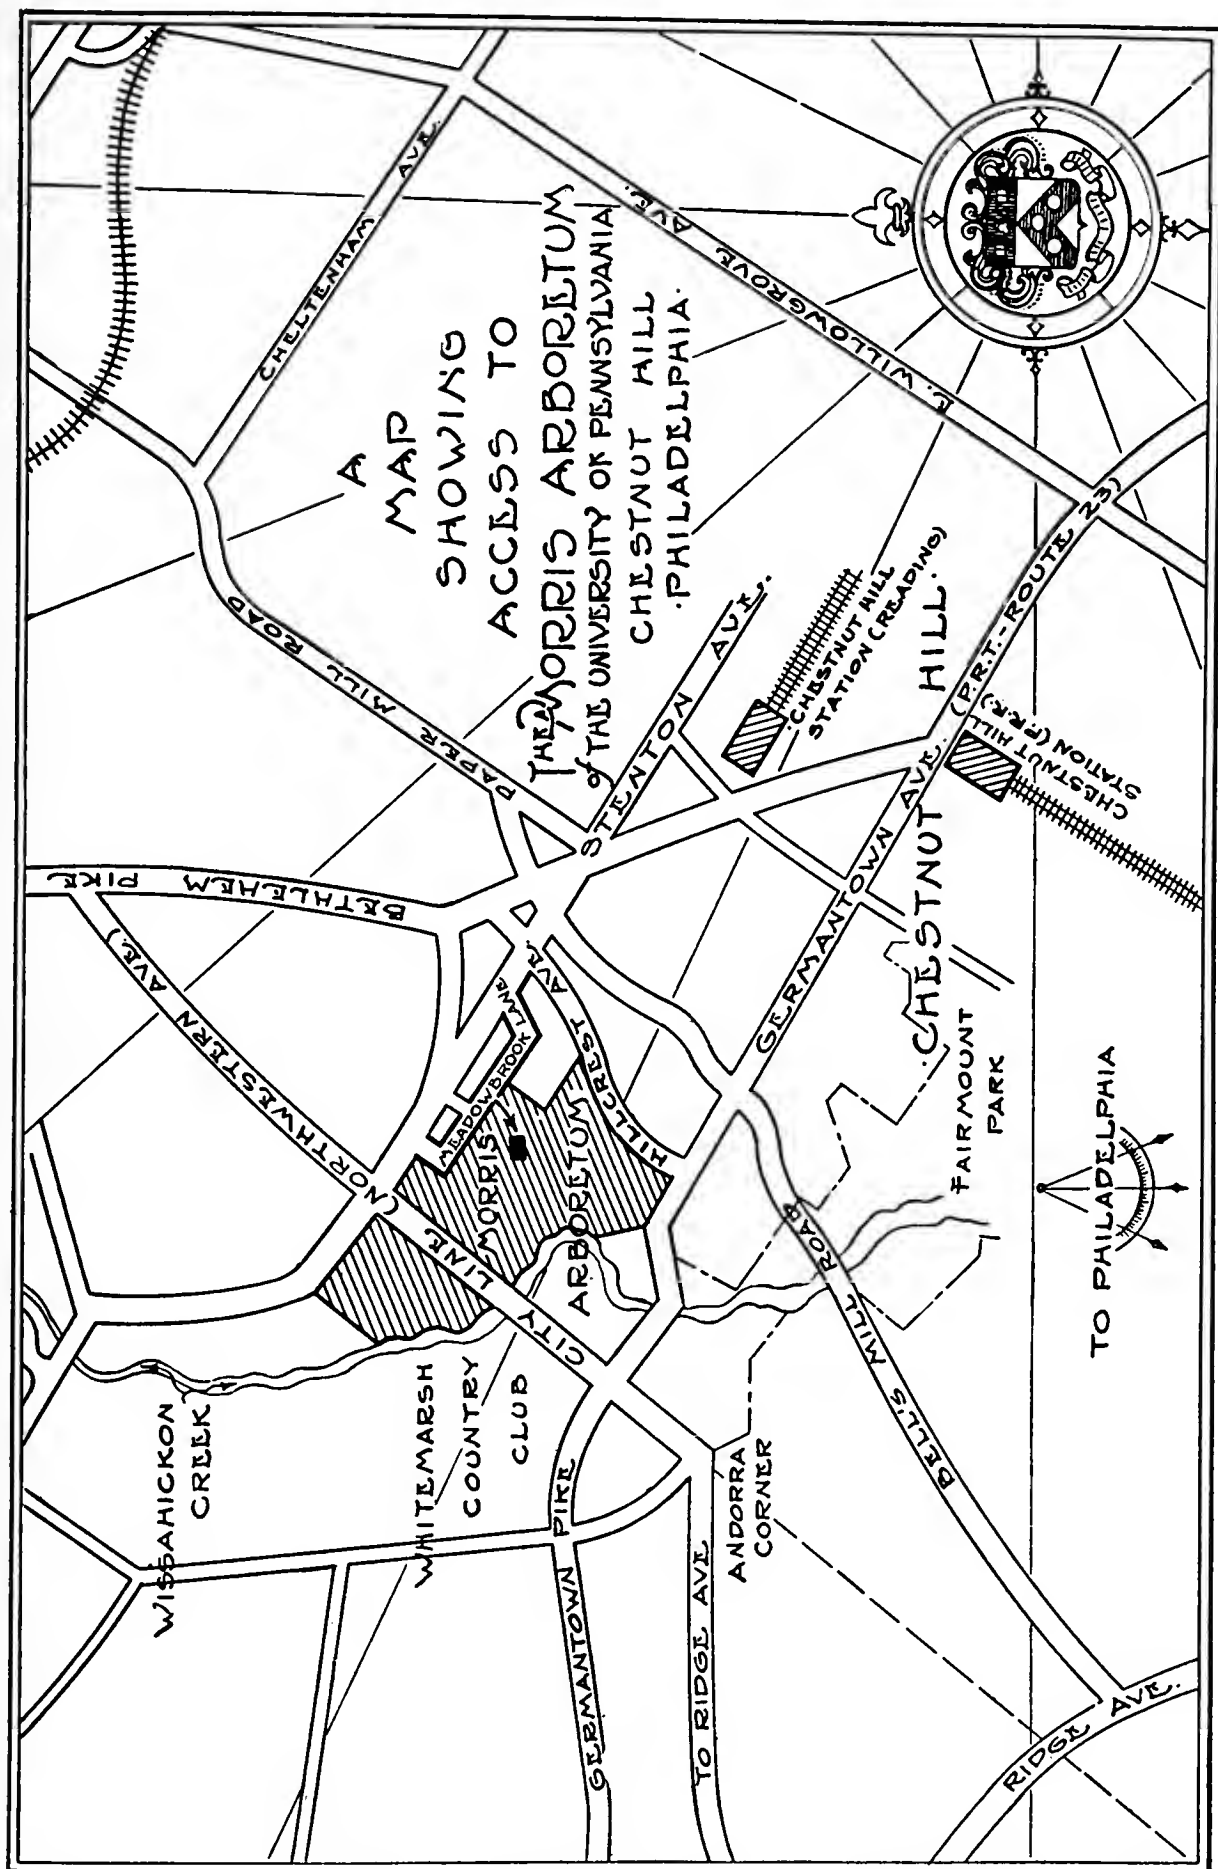 A
MAP
SHOWING
ACCESS TO
THE MORRIS ARBORETUM
of THE UNIVERSITY OF PENNSYLVANIA
CHESTNUT HILL
·PHILADELPHIA·
CHELTENHAM AVE.
E. WILLOWGROVE AVE.
PAPER MILL ROAD
STENTON AVE.
CHESTNUT HILL
STATION (READING)
·CHESTNUT HILL·
GERMANTOWN AVE. (P.R.T. - ROUTE 23)
CHESTNUT HILL
STATION (P.R.R.)
BETHLEHEM PIKE
(NORTHWESTERN AVE.)
CITY LINE
MEADOWBROOK LANE
HILLCREST AVE.
MORRIS
ARBORETUM
FAIRMOUNT
PARK
TO PHILADELPHIA
WISSAHICKON
CREEK
WHITEMARSH
COUNTRY
CLUB
GERMANTOWN PIKE
ANDORRA
CORNER
TO RIDGE AVE
BELL'S MILL ROAD
RIDGE AVE.